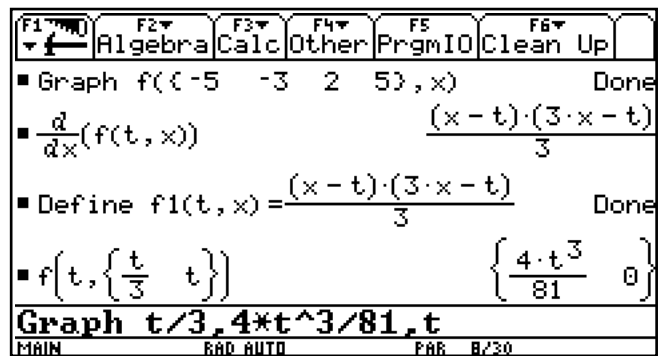 F1 F2 F3 F4 F5 F6
Algebra Calc Other PrgmIO Clean Up
▪ Graph f({-5 -3 2 5},x) Done
▪ d/dx(f(t,x)) (x - t)·(3·x - t)/3
▪ Define f1(t,x)=(x - t)·(3·x - t)/3 Done
▪ f(t,{t/3 t}) {4·t^3/81 0}
Graph t/3,4*t^3/81,t
MAIN RAD AUTO PAR 8/30